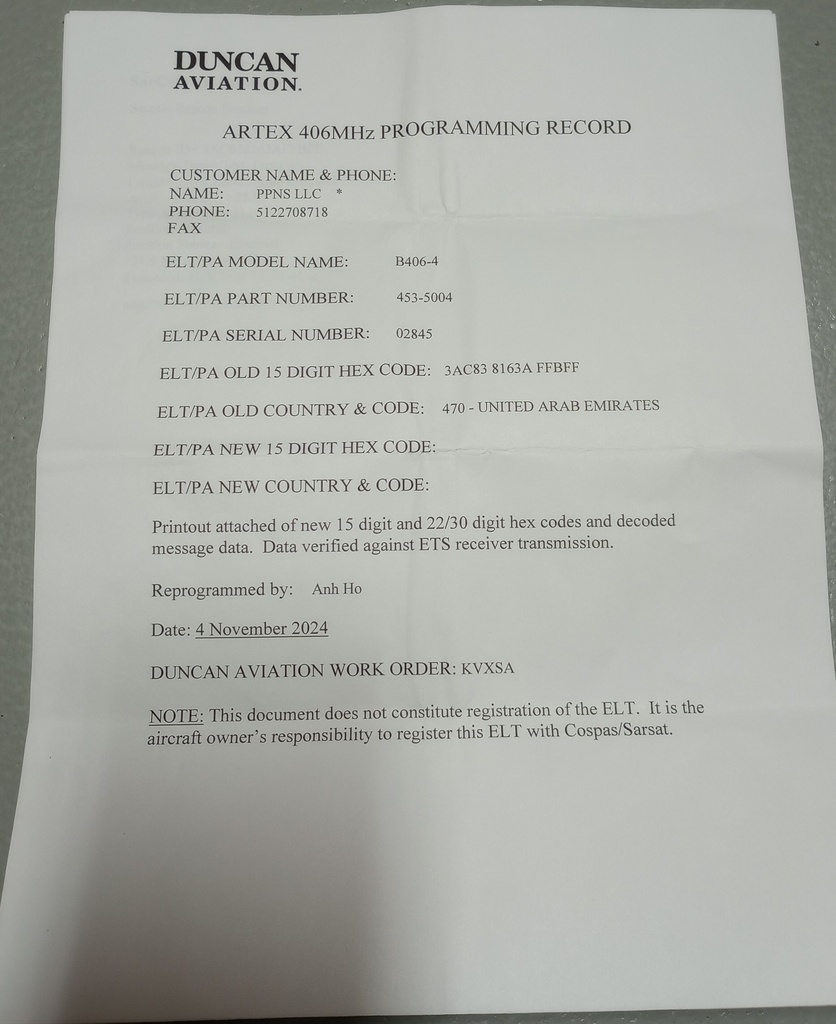 DUNCAN
AVIATION.
ARTEX 406MHz PROGRAMMING RECORD
CUSTOMER NAME & PHONE:
NAME: PPNS LLC *
PHONE: 5122708718
FAX
ELT/PA MODEL NAME: B406-4
ELT/PA PART NUMBER: 453-5004
ELT/PA SERIAL NUMBER: 02845
ELT/PA OLD 15 DIGIT HEX CODE: 3AC83 8163A FFBFF
ELT/PA OLD COUNTRY & CODE: 470 - UNITED ARAB EMIRATES
ELT/PA NEW 15 DIGIT HEX CODE:
ELT/PA NEW COUNTRY & CODE:
Printout attached of new 15 digit and 22/30 digit hex codes and decoded
message data. Data verified against ETS receiver transmission.
Reprogrammed by: Anh Ho
Date: 4 November 2024
DUNCAN AVIATION WORK ORDER: KVXSA
NOTE: This document does not constitute registration of the ELT. It is the
aircraft owner's responsibility to register this ELT with Cospas/Sarsat.